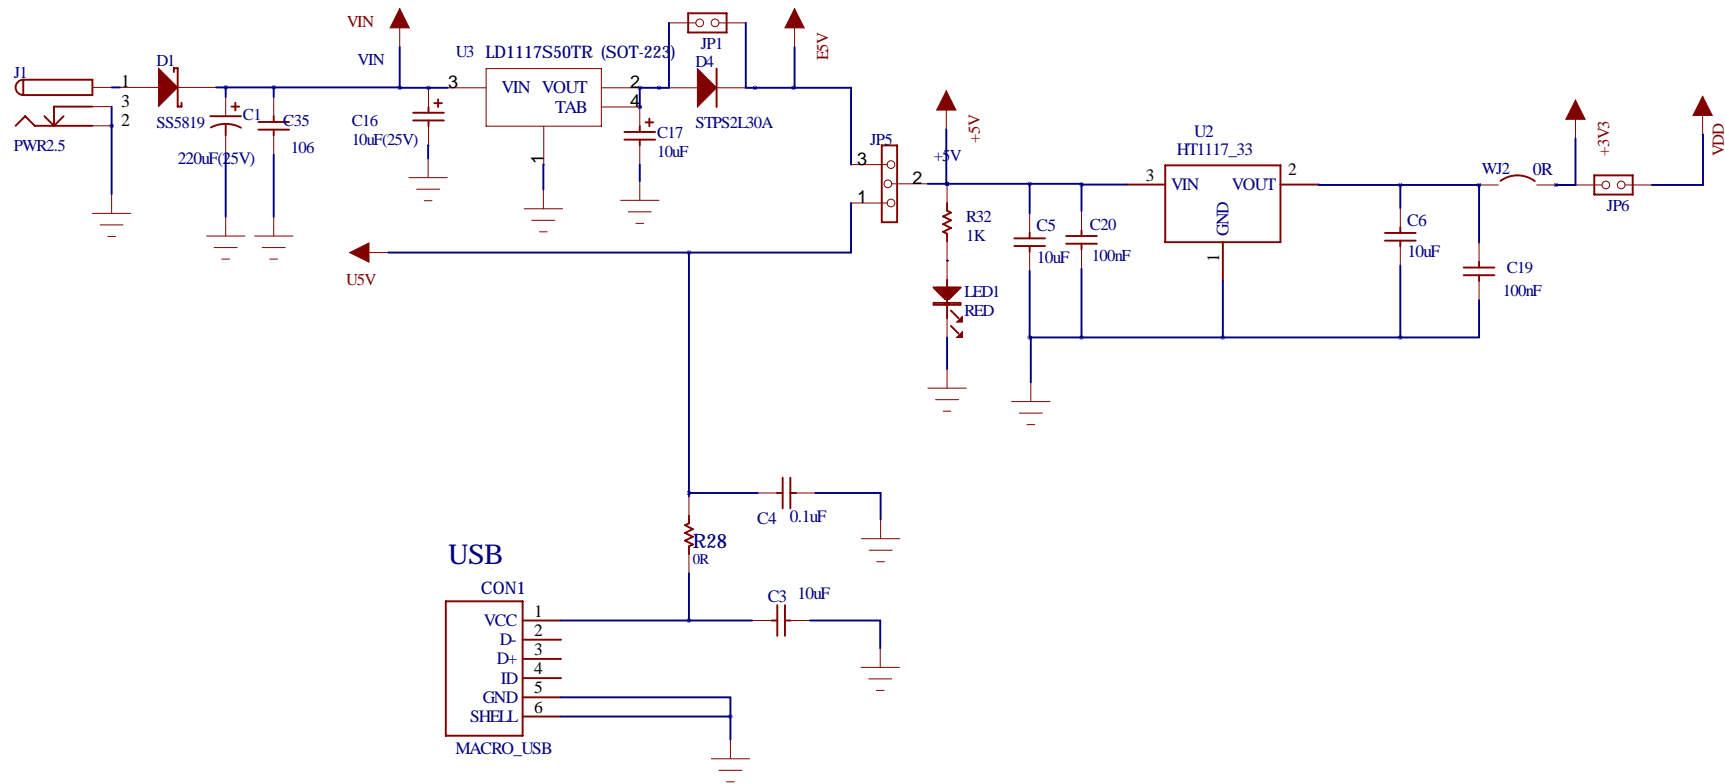 J1
1
3
2
PWR2.5
D1
SS5819
C1
220uF(25V)
C35
106
VIN
VIN
C16
10uF(25V)
U3 LD1117S50TR (SOT-223)
3
VIN VOUT
TAB
2
4
1
C17
10uF
JP1
D4
STPS2L30A
E5V
JP5
3
2
1
U5V
+5V
+5V
R32
1K
LED1
RED
C5
10uF
C20
100nF
U2
HT1117_33
3
VIN VOUT
2
GND
1
C6
10uF
C19
100nF
WJ2 0R
+3V3
JP6
VDD
C4 0.1uF
R28
0R
C3 10uF
USB
CON1
VCC 1
D- 2
D+ 3
ID 4
GND 5
SHELL 6
MACRO_USB